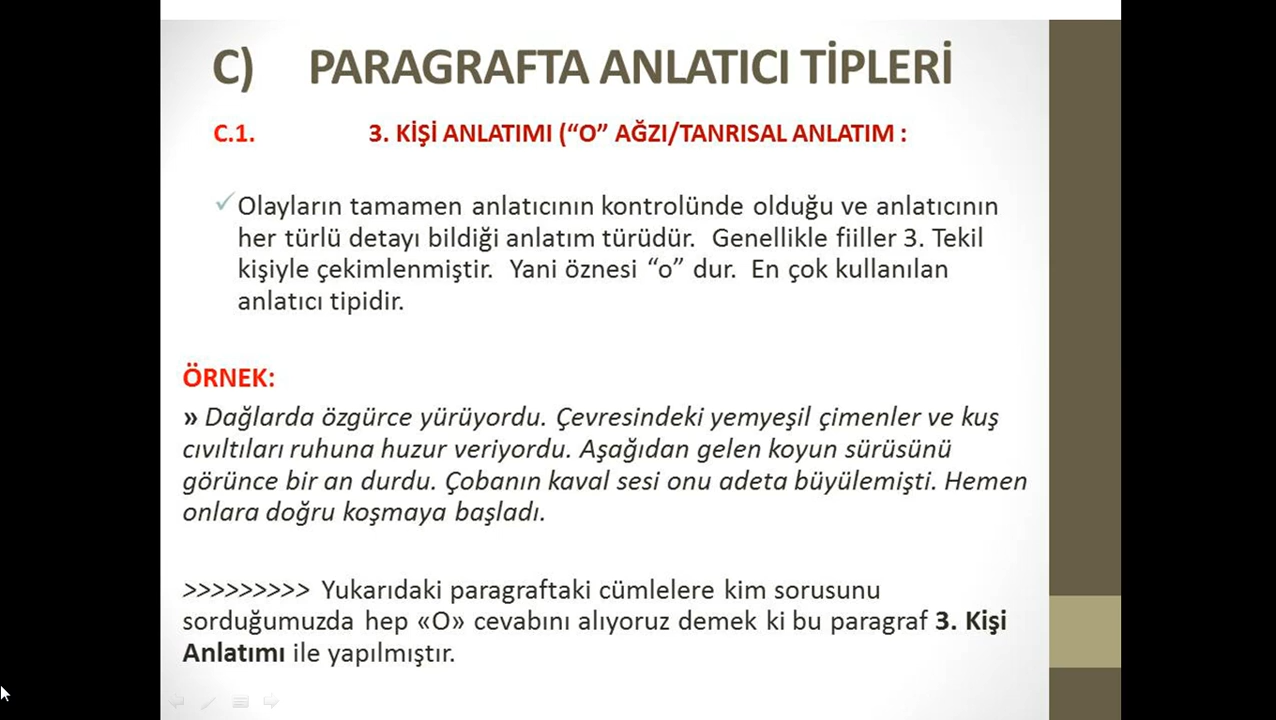 C) PARAGRAFTA ANLATICI TİPLERİ
C.1. 3. KİŞİ ANLATIMI (“O” AĞZI/TANRISAL ANLATIM :
✓Olayların tamamen anlatıcının kontrolünde olduğu ve anlatıcının
her türlü detayı bildiği anlatım türüdür. Genellikle fiiller 3. Tekil
kişiyle çekimlenmiştir. Yani öznesi “o” dur. En çok kullanılan
anlatıcı tipidir.
ÖRNEK:
» Dağlarda özgürce yürüyordu. Çevresindeki yemyeşil çimenler ve kuş
cıvıltıları ruhuna huzur veriyordu. Aşağıdan gelen koyun sürüsünü
görünce bir an durdu. Çobanın kaval sesi onu adeta büyülemişti. Hemen
onlara doğru koşmaya başladı.
>>>>>>>>> Yukarıdaki paragraftaki cümlelere kim sorusunu
sorduğumuzda hep «O» cevabını alıyoruz demek ki bu paragraf 3. Kişi
Anlatımı ile yapılmıştır.